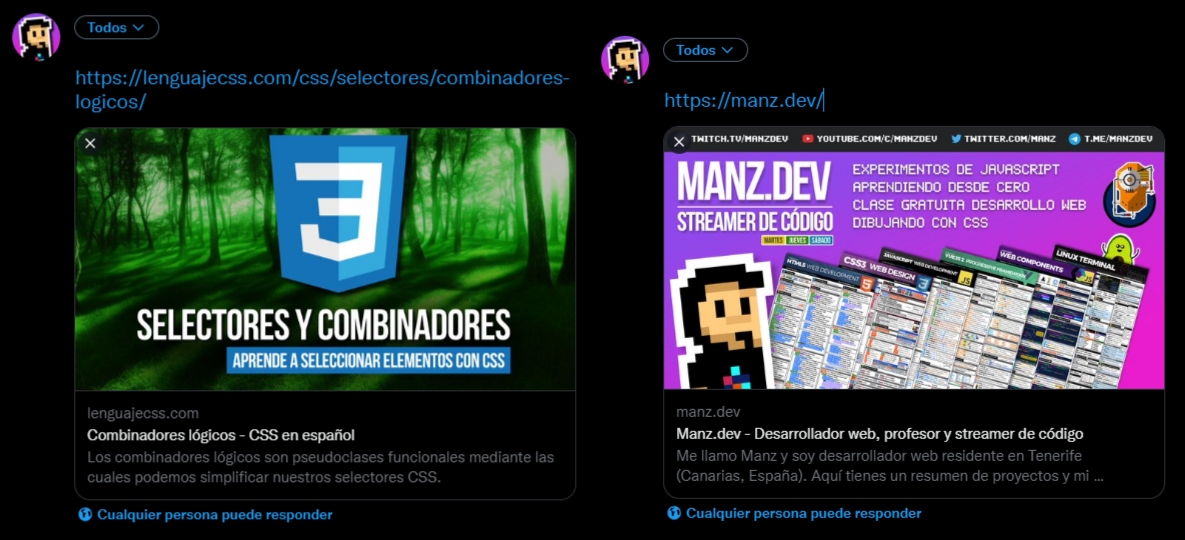 Todos
https://lenguajecss.com/css/selectores/combinadores-
logicos/
SELECTORES Y COMBINADORES
APRENDE A SELECCIONAR ELEMENTOS CON CSS
lenguajecss.com
Combinadores lógicos - CSS en español
Los combinadores lógicos son pseudoclases funcionales mediante las
cuales podemos simplificar nuestros selectores CSS.
Cualquier persona puede responder
Todos
https://manz.dev/
TWITCH.TV/MANZDEV YOUTUBE.COM/C/MANZDEV TWITTER.COM/MANZ T.ME/MANZDEV
MANZ.DEV
STREAMER DE CÓDIGO
MARTES JUEVES SÁBADO
EXPERIMENTOS DE JAVASCRIPT
APRENDIENDO DESDE CERO
CLASE GRATUITA DESARROLLO WEB
DIBUJANDO CON CSS
HTML5 WEB DEVELOPMENT
CSS3 WEB DESIGN
JAVASCRIPT WEB DEVELOPMENT
WEB COMPONENTS
LINUX TERMINAL
manz.dev
Manz.dev - Desarrollador web, profesor y streamer de código
Me llamo Manz y soy desarrollador web residente en Tenerife
(Canarias, España). Aquí tienes un resumen de proyectos y mi ...
Cualquier persona puede responder